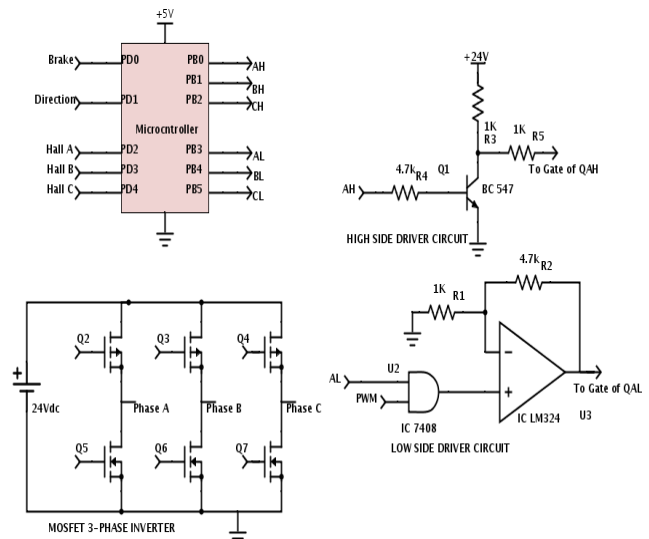 +5V
Brake PD0 PB0 AH
PB1 BH
Direction PD1 PB2 CH
Microntroller
Hall A PD2 PB3 AL
Hall B PD3 PB4 BL
Hall C PD4 PB5 CL
+24V
1K
R3
1K R5
To Gate of QAH
4.7k R4
Q1
AH
BC 547
HIGH SIDE DRIVER CIRCUIT
Q2 Q3 Q4
+
24Vdc
Phase A Phase B Phase C
Q5 Q6 Q7
MOSFET 3-PHASE INVERTER
4.7k R2
1K R1
AL
U2
PWM
IC 7408
-
+
To Gate of QAL
IC LM324
U3
LOW SIDE DRIVER CIRCUIT